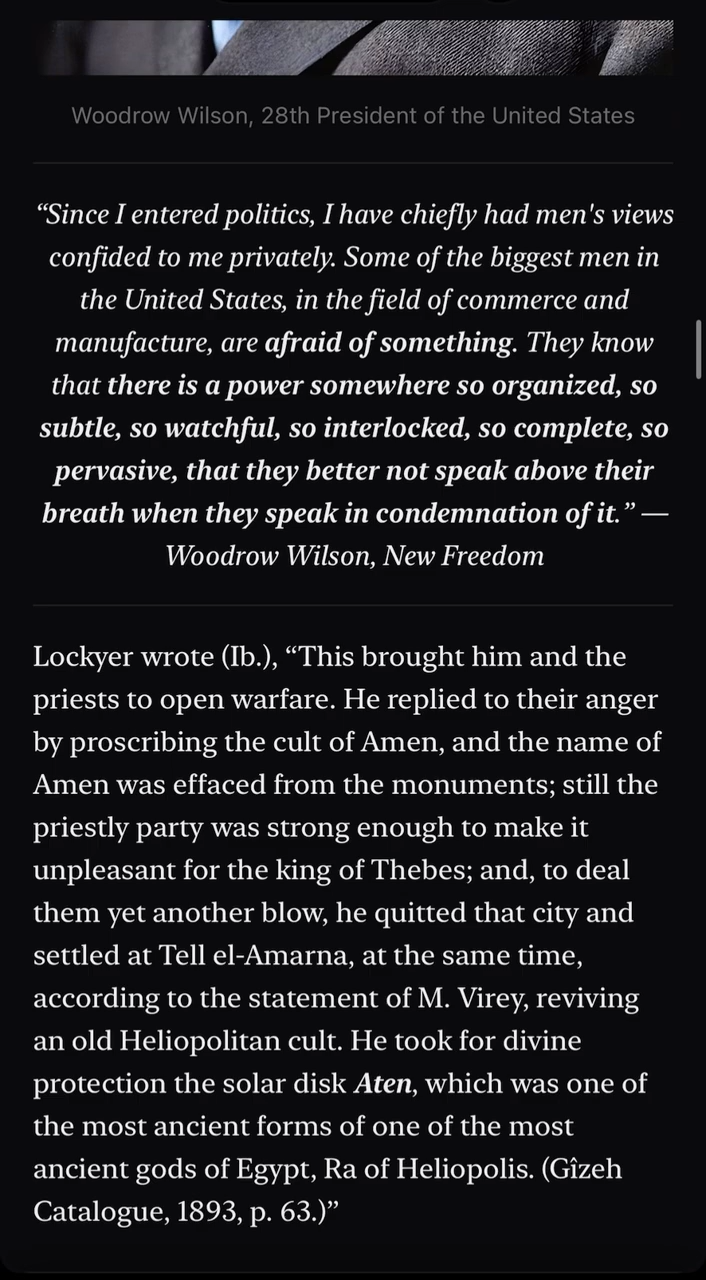 Woodrow Wilson, 28th President of the United States
“Since I entered politics, I have chiefly had men's views
confided to me privately. Some of the biggest men in
the United States, in the field of commerce and
manufacture, are afraid of something. They know
that there is a power somewhere so organized, so
subtle, so watchful, so interlocked, so complete, so
pervasive, that they better not speak above their
breath when they speak in condemnation of it.” —
Woodrow Wilson, New Freedom
Lockyer wrote (Ib.), “This brought him and the
priests to open warfare. He replied to their anger
by proscribing the cult of Amen, and the name of
Amen was effaced from the monuments; still the
priestly party was strong enough to make it
unpleasant for the king of Thebes; and, to deal
them yet another blow, he quitted that city and
settled at Tell el-Amarna, at the same time,
according to the statement of M. Virey, reviving
an old Heliopolitan cult. He took for divine
protection the solar disk Aten, which was one of
the most ancient forms of one of the most
ancient gods of Egypt, Ra of Heliopolis. (Gîzeh
Catalogue, 1893, p. 63.)”